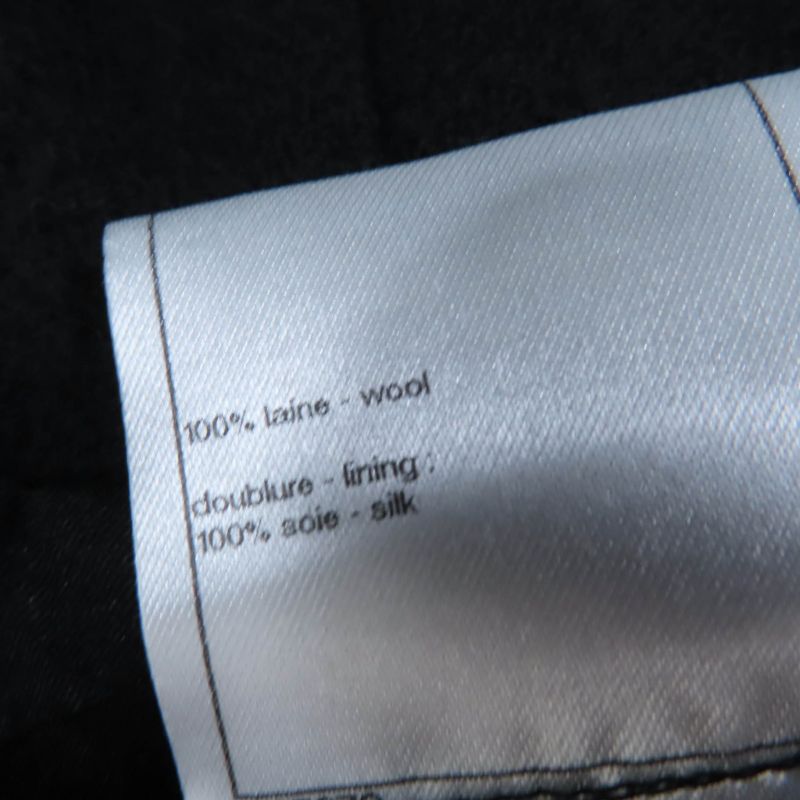 100% laine - wool
doublure - lining :
100% soie - silk